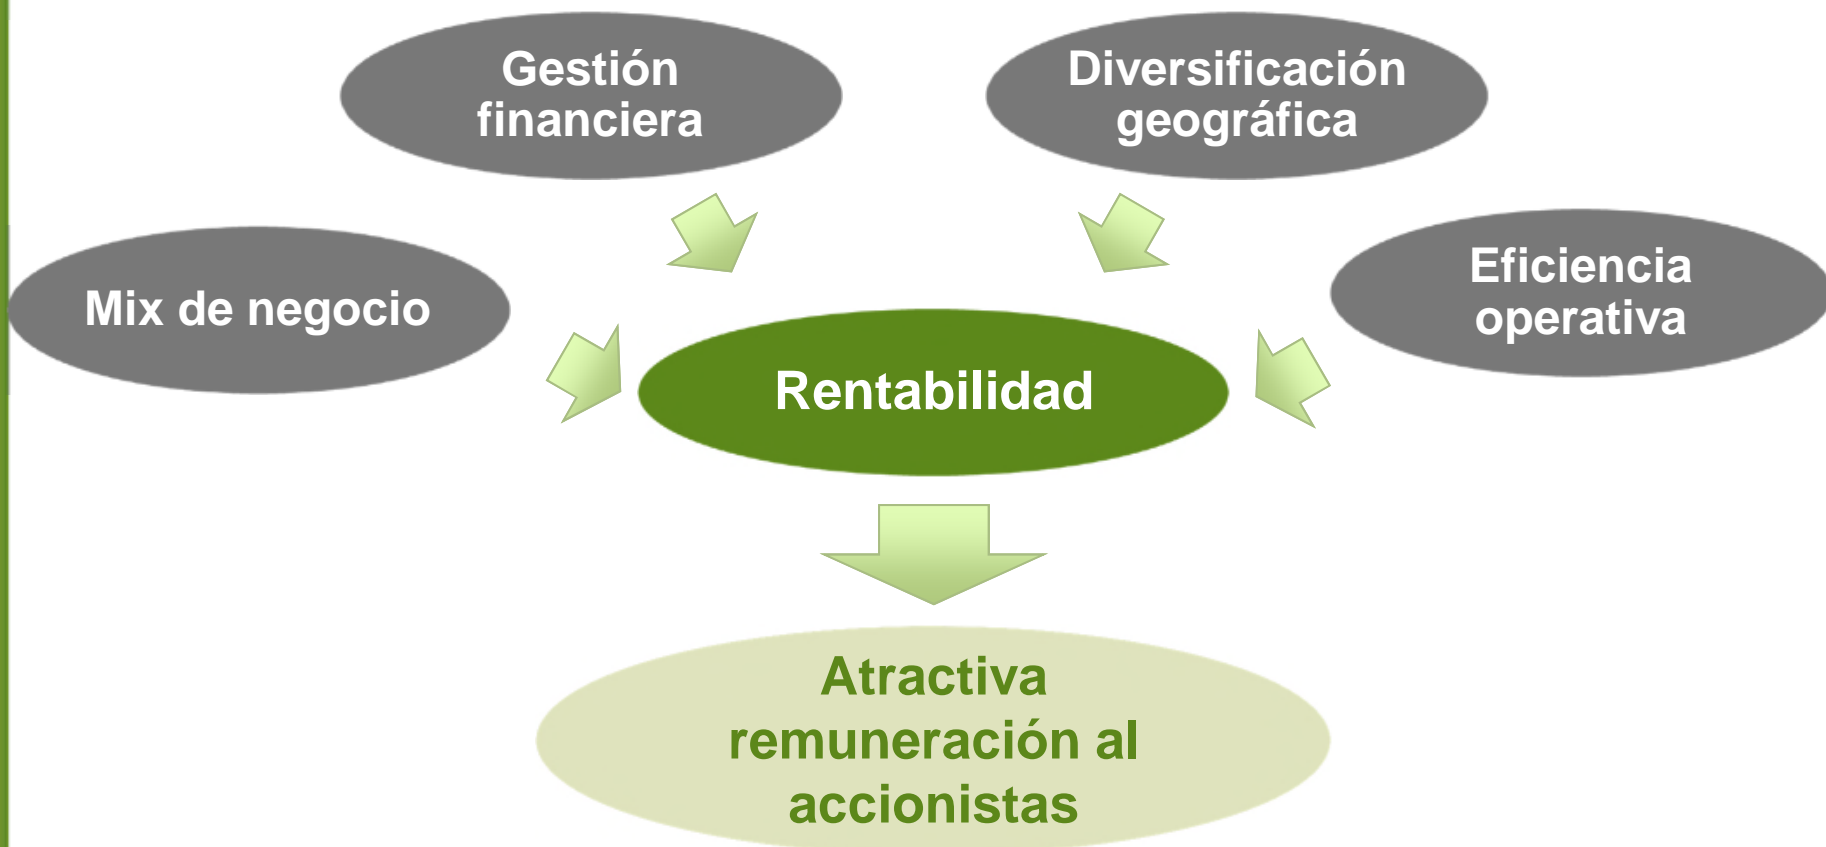 Gestión
financiera
Diversificación
geográfica
Mix de negocio
Eficiencia
operativa
Rentabilidad
Atractiva
remuneración al
accionistas